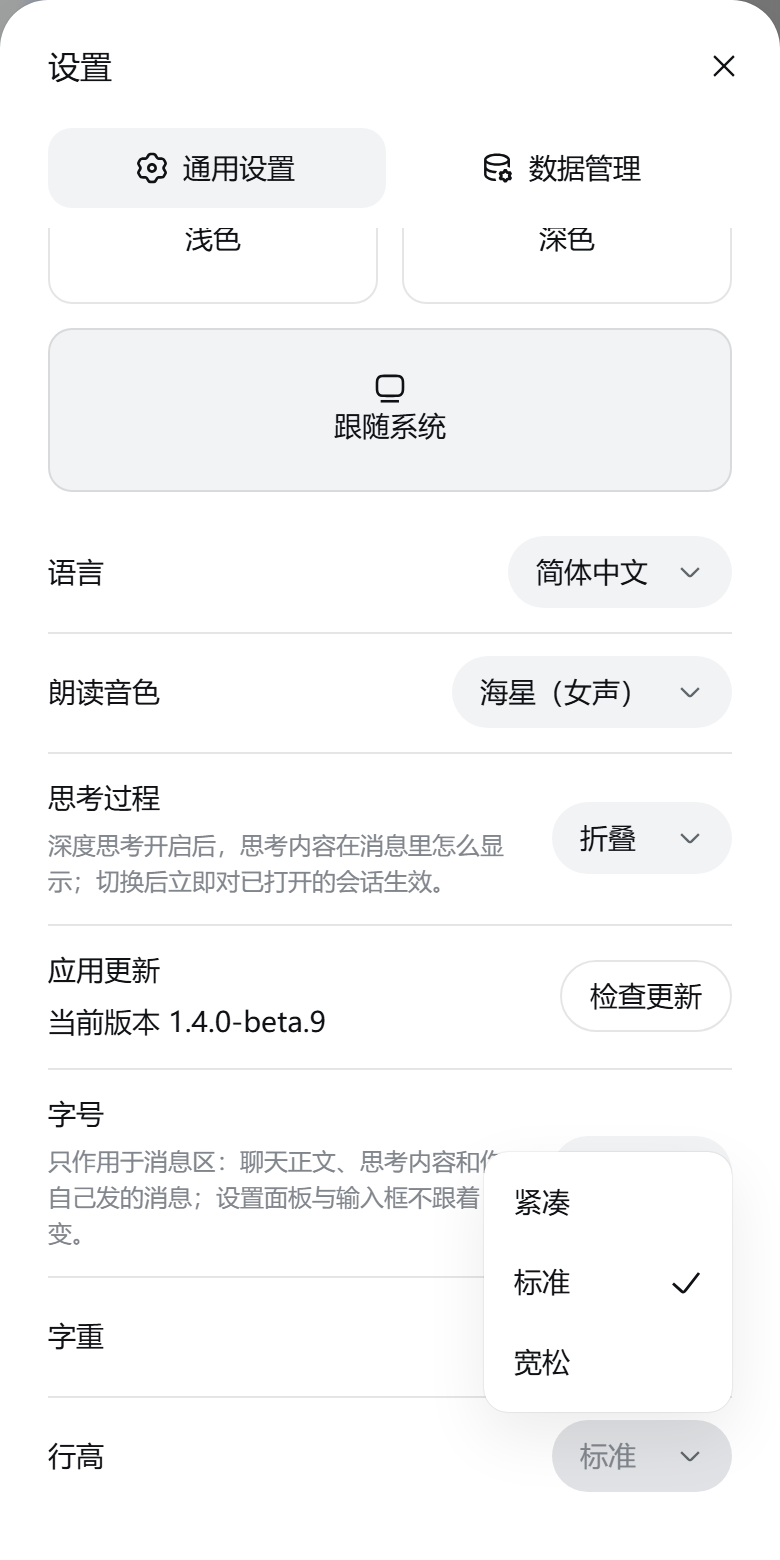 设置
通用设置
数据管理
浅色
深色
跟随系统
语言
简体中文
朗读音色
海星（女声）
思考过程
深度思考开启后，思考内容在消息里怎么显
示；切换后立即对已打开的会话生效。
折叠
应用更新
当前版本 1.4.0-beta.9
检查更新
字号
只作用于消息区：聊天正文、思考内容和
自己发的消息；设置面板与输入框不跟着
变。
紧凑
标准
宽松
字重
行高
标准